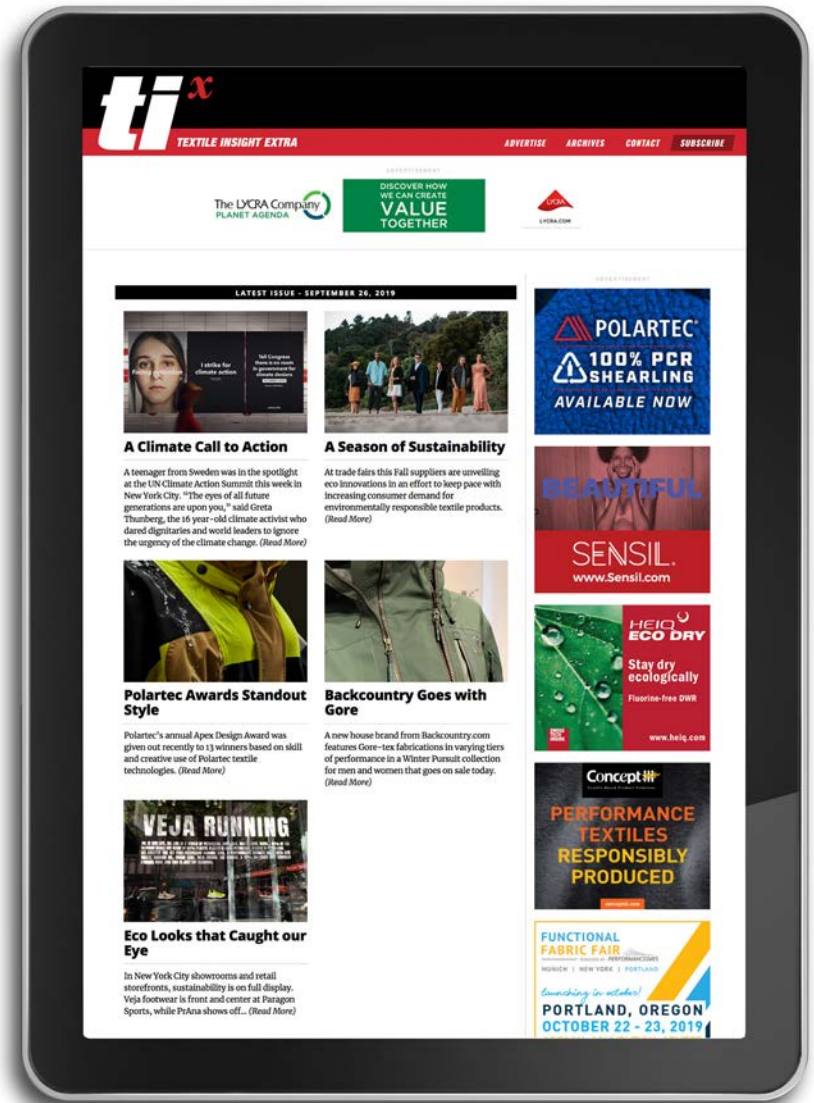 ti x
TEXTILE INSIGHT EXTRA
ADVERTISE ARCHIVES CONTACT SUBSCRIBE
ADVERTISEMENT
The LYCRA Company
PLANET AGENDA
DISCOVER HOW
WE CAN CREATE
VALUE
TOGETHER
LYCRA
LYCRA.COM
LATEST ISSUE - SEPTEMBER 26, 2019
I strike for
climate action
Tell Congress
there is no room
in government for
climate deniers
A Climate Call to Action
A teenager from Sweden was in the spotlight
at the UN Climate Action Summit this week in
New York City. “The eyes of all future
generations are upon you,” said Greta
Thunberg, the 16 year-old climate activist who
dared dignitaries and world leaders to ignore
the urgency of the climate change. (Read More)
A Season of Sustainability
At trade fairs this Fall suppliers are unveiling
eco innovations in an effort to keep pace with
increasing consumer demand for
environmentally responsible textile products.
(Read More)
Polartec Awards Standout
Style
Polartec’s annual Apex Design Award was
given out recently to 13 winners based on skill
and creative use of Polartec textile
technologies. (Read More)
Backcountry Goes with
Gore
A new house brand from Backcountry.com
features Gore-tex fabrications in varying tiers
of performance in a Winter Pursuit collection
for men and women that goes on sale today.
(Read More)
VEJA RUNNING
Eco Looks that Caught our
Eye
In New York City showrooms and retail
storefronts, sustainability is on full display.
Veja footwear is front and center at Paragon
Sports, while PrAna shows off... (Read More)
ADVERTISEMENT
POLARTEC®
100% PCR
SHEARLING
AVAILABLE NOW
BEAUTIFUL
SENSIL.
www.Sensil.com
HEIQ
ECO DRY
Stay dry
ecologically
Fluorine-free DWR
www.heiq.com
Concept III
PERFORMANCE
TEXTILES
RESPONSIBLY
PRODUCED
FUNCTIONAL
FABRIC FAIR
POWERED BY PERFORMANCE DAYS
MUNICH | NEW YORK | PORTLAND
launching in october!
PORTLAND, OREGON
OCTOBER 22 - 23, 2019